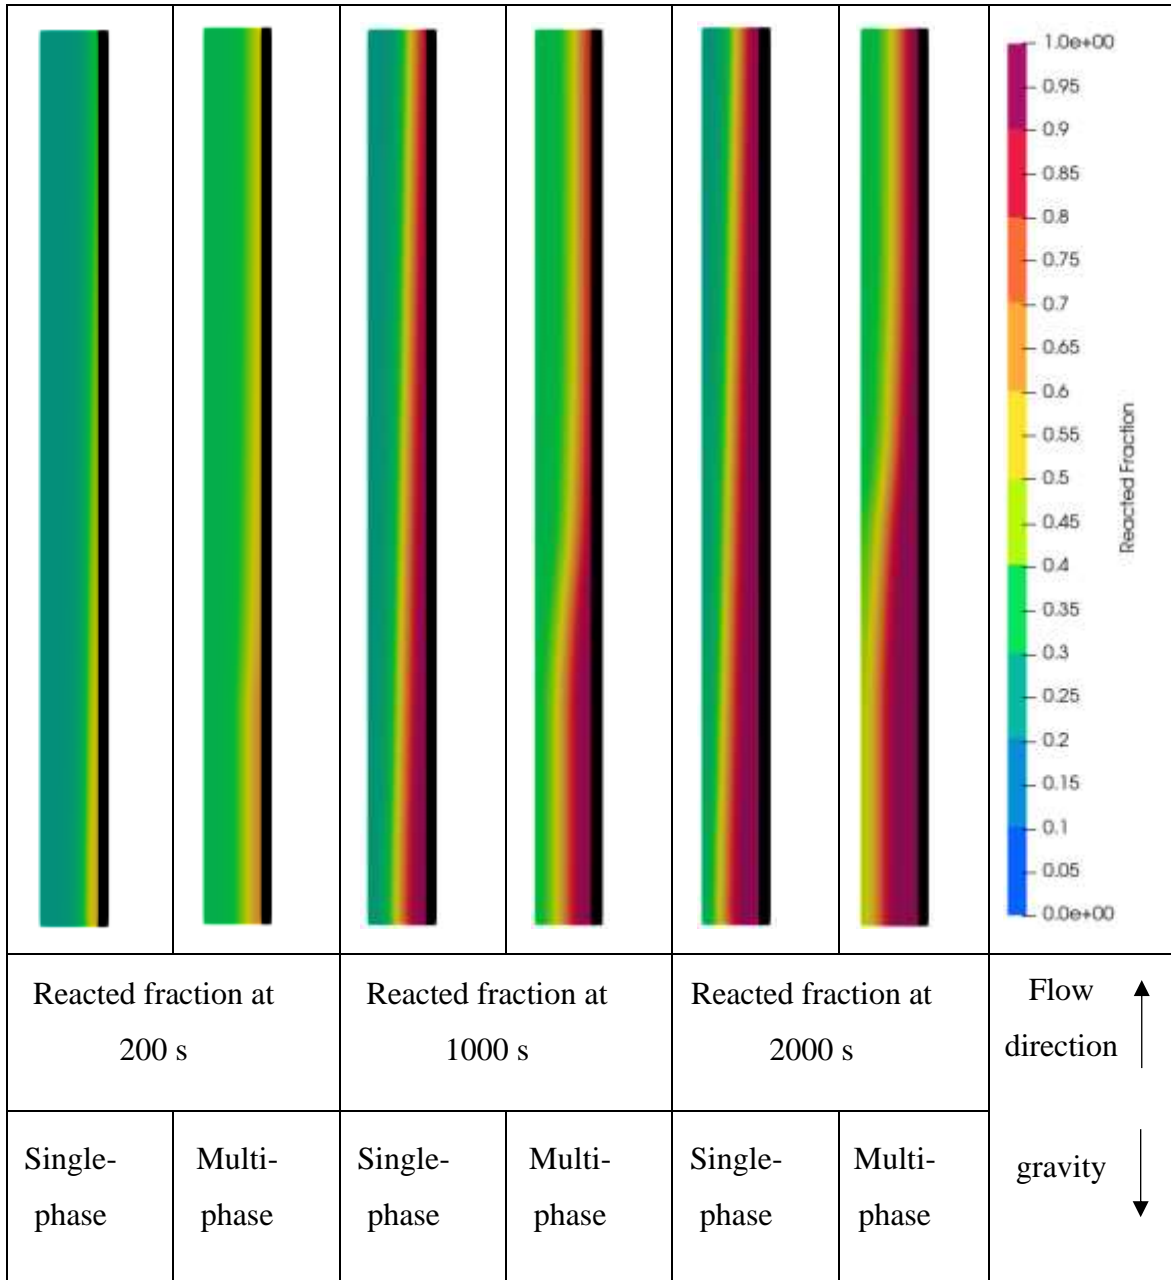 1.0e+00
0.95
0.9
0.85
0.8
0.75
0.7
0.65
0.6
0.55
0.5
0.45
0.4
0.35
0.3
0.25
0.2
0.15
0.1
0.05
0.0e+00
Reacted Fraction
Reacted fraction at
200 s
Reacted fraction at
1000 s
Reacted fraction at
2000 s
Flow
direction
Single-
phase
Multi-
phase
Single-
phase
Multi-
phase
Single-
phase
Multi-
phase
gravity